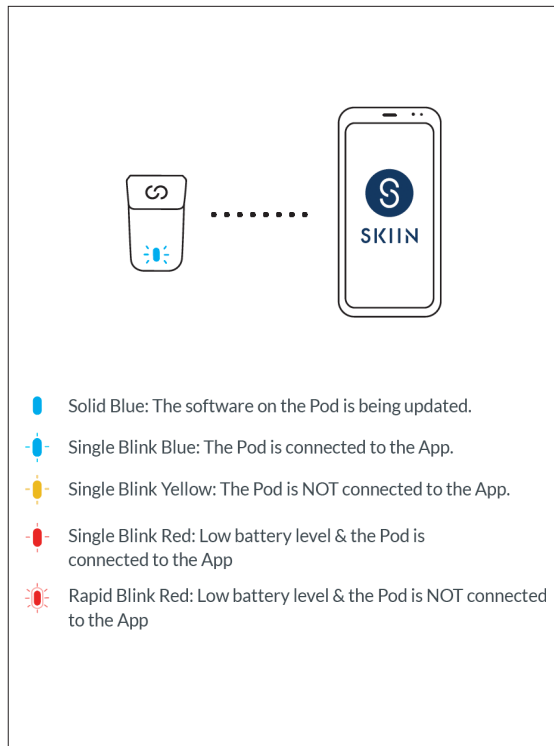 SKIIN
Solid Blue: The software on the Pod is being updated.
Single Blink Blue: The Pod is connected to the App.
Single Blink Yellow: The Pod is NOT connected to the App.
Single Blink Red: Low battery level & the Pod is
connected to the App
Rapid Blink Red: Low battery level & the Pod is NOT connected
to the App